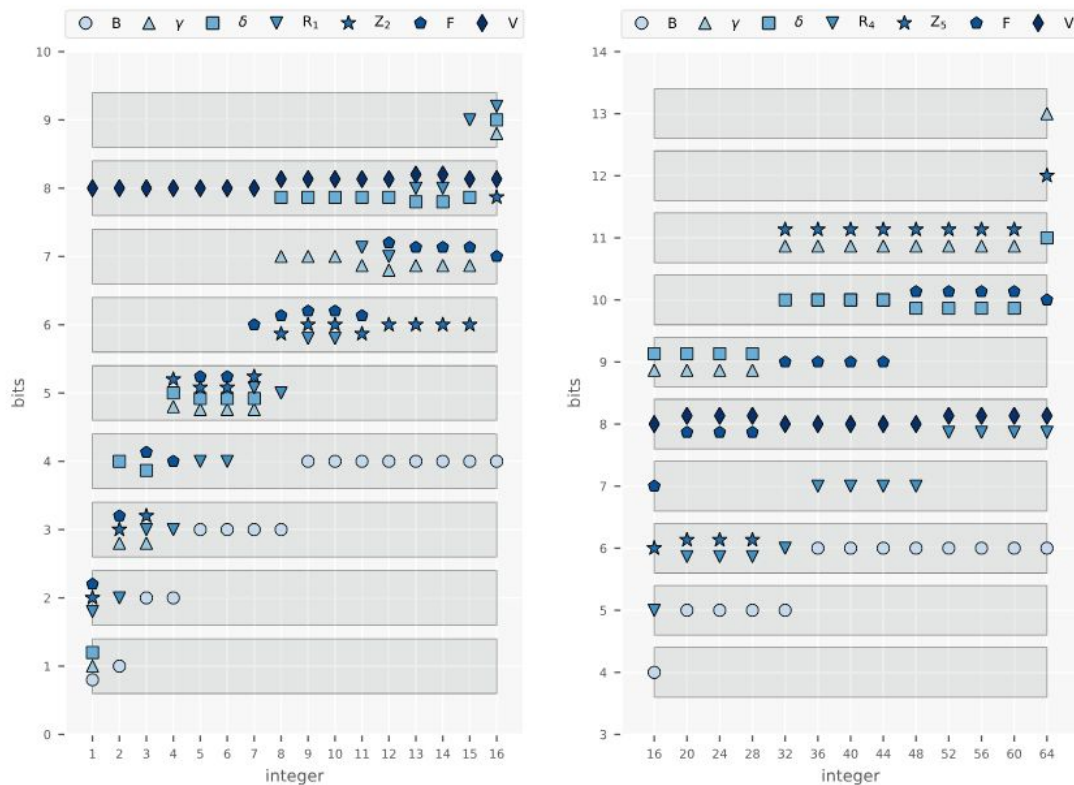 B γ δ R₁ Z₂ F V
10
9
8
7
6
5
4
3
2
1
0
bits
1 2 3 4 5 6 7 8 9 10 11 12 13 14 15 16
integer
B γ δ R₄ Z₅ F V
14
13
12
11
10
9
8
7
6
5
4
3
bits
16 20 24 28 32 36 40 44 48 52 56 60 64
integer